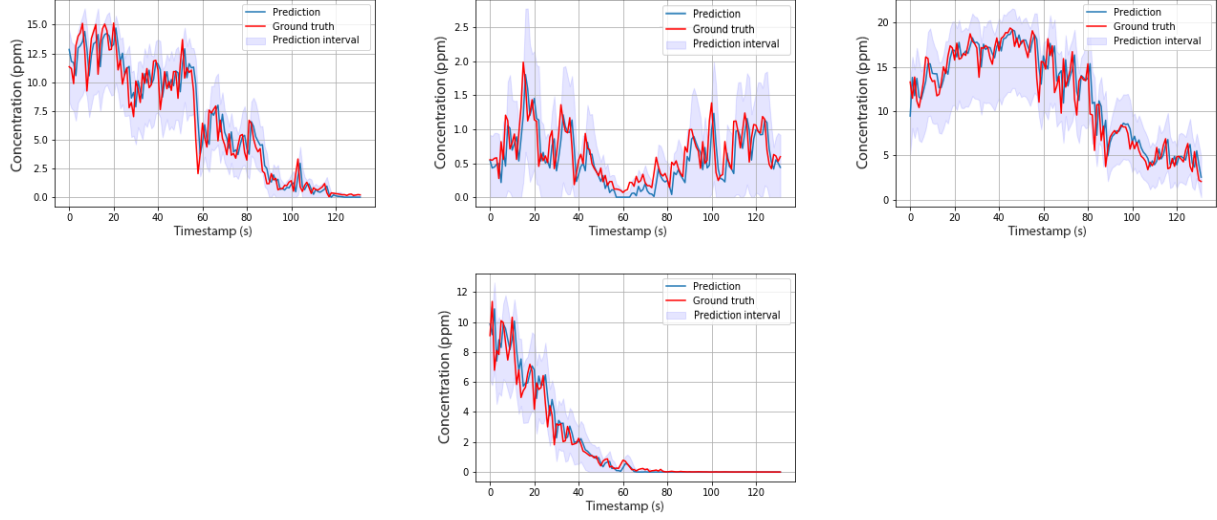 Concentration (ppm)
15.0
12.5
10.0
7.5
5.0
2.5
0.0
Prediction
Ground truth
Prediction interval
0 20 40 60 80 100 120
Timestamp (s)
Concentration (ppm)
2.5
2.0
1.5
1.0
0.5
0.0
Prediction
Ground truth
Prediction interval
0 20 40 60 80 100 120
Timestamp (s)
Concentration (ppm)
20
15
10
5
0
Prediction
Ground truth
Prediction interval
0 20 40 60 80 100 120
Timestamp (s)
Concentration (ppm)
12
10
8
6
4
2
0
Prediction
Ground truth
Prediction interval
0 20 40 60 80 100 120
Timestamp (s)